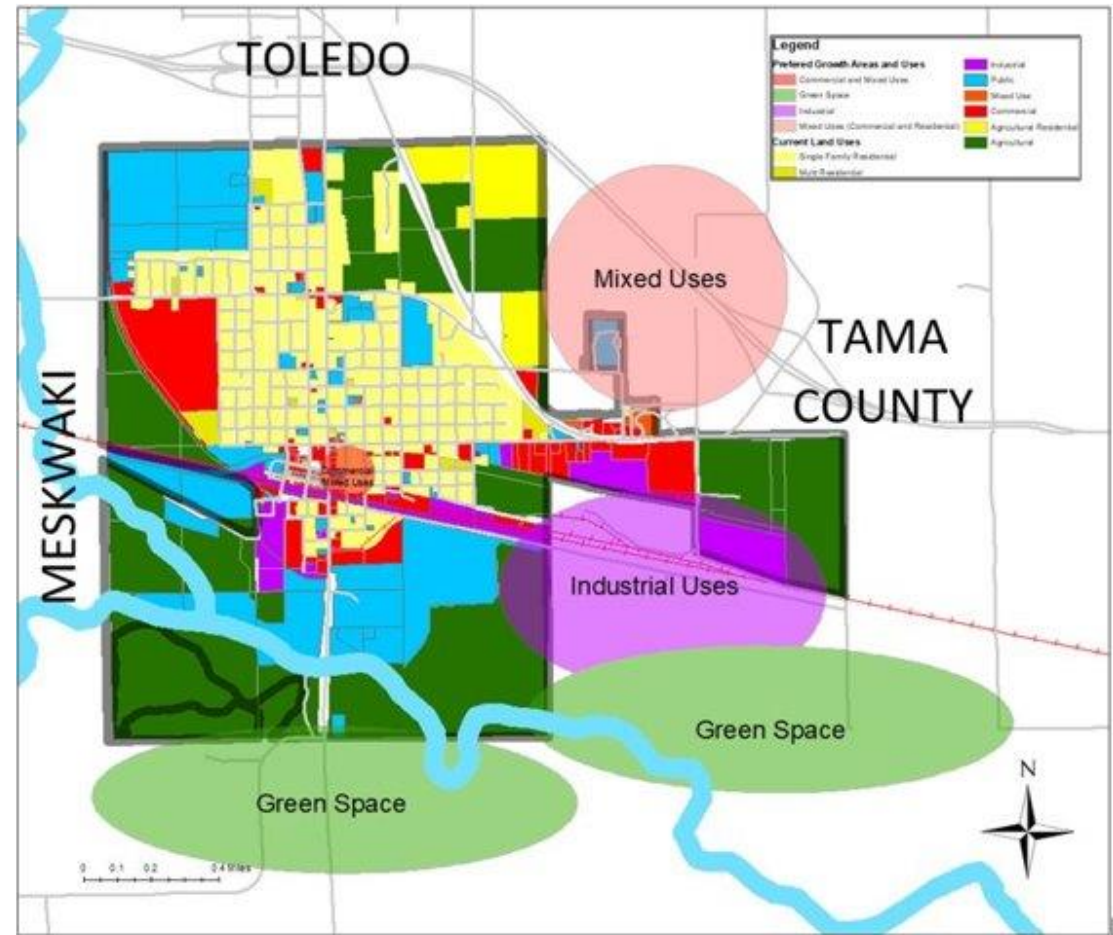 TOLEDO
Legend
Prefered Growth Areas and Uses
Commercial and Mixed Uses
Green Space
Industrial
Mixed Uses (Commercial and Residential)
Current Land Uses
Single Family Residential
Multi Residential
Industrial
Public
Mixed Use
Commercial
Agricultural Residential
Agricultural
Mixed Uses
TAMA
COUNTY
MESKWAKI
Commercial
Mixed Uses
Industrial Uses
Green Space
Green Space
N
0 0.1 0.2 0.4 Miles